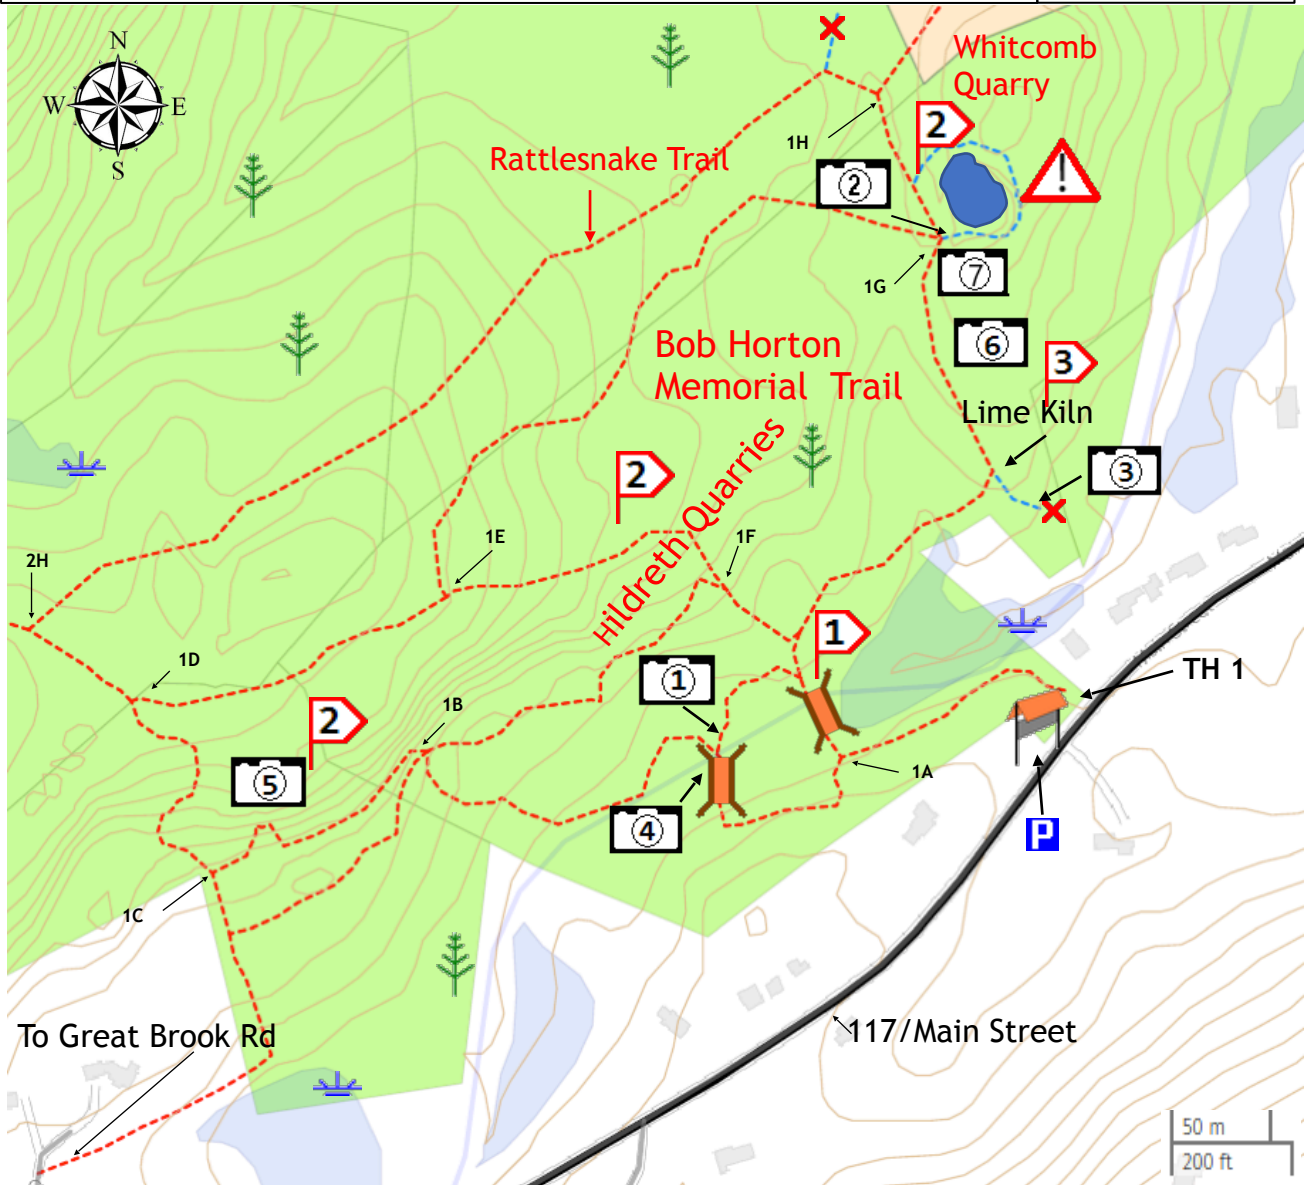 N
W E
S
Whitcomb
Quarry
2
1H
Rattlesnake Trail
2
!
7
1G
6
Bob Horton
Memorial Trail
3
Lime Kiln
3
Hildreth Quarries
2
1E
1F
2H
1
1D
1
TH 1
2
1B
5
1A
4
P
1C
To Great Brook Rd
117/Main Street
50 m
200 ft